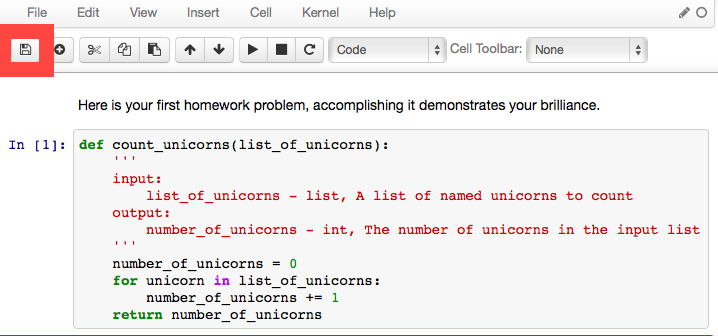 File Edit View Insert Cell Kernel Help
Code Cell Toolbar: None
Here is your first homework problem, accomplishing it demonstrates your brilliance.
In [1]: def count_unicorns(list_of_unicorns):
'''
input:
list_of_unicorns - list, A list of named unicorns to count
output:
number_of_unicorns - int, The number of unicorns in the input list
'''
number_of_unicorns = 0
for unicorn in list_of_unicorns:
number_of_unicorns += 1
return number_of_unicorns